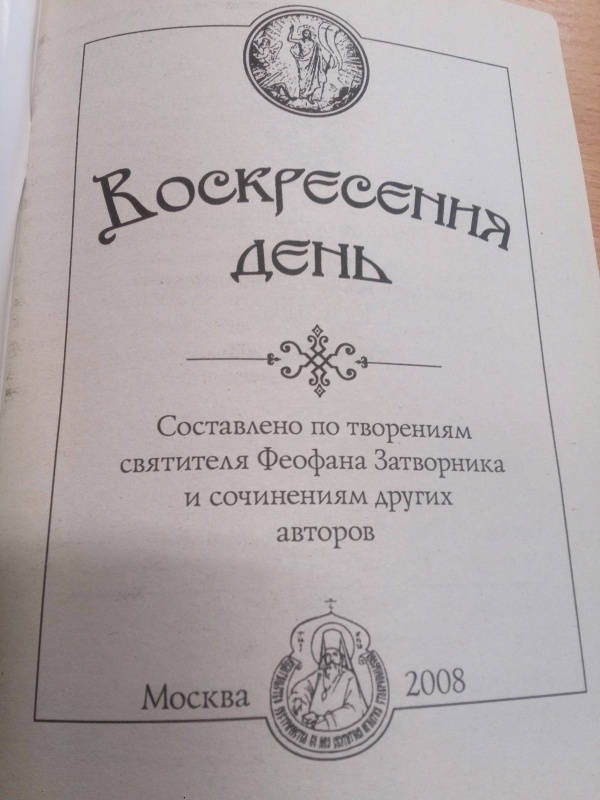 Воскресения
день
Составлено по творениям
святителя Феофана Затворника
и сочинениям других
авторов
Москва 2008